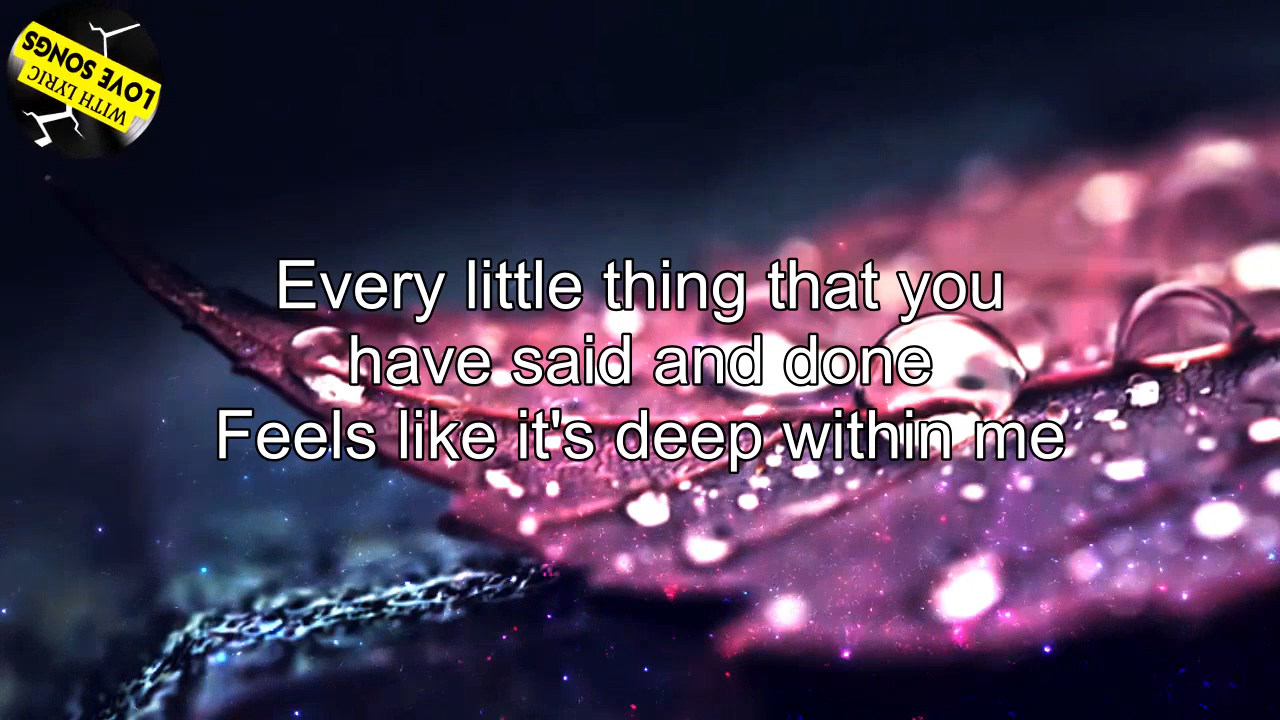 LOVE SONGS
WITH LYRIC
Every little thing that you
have said and done
Feels like it's deep within me